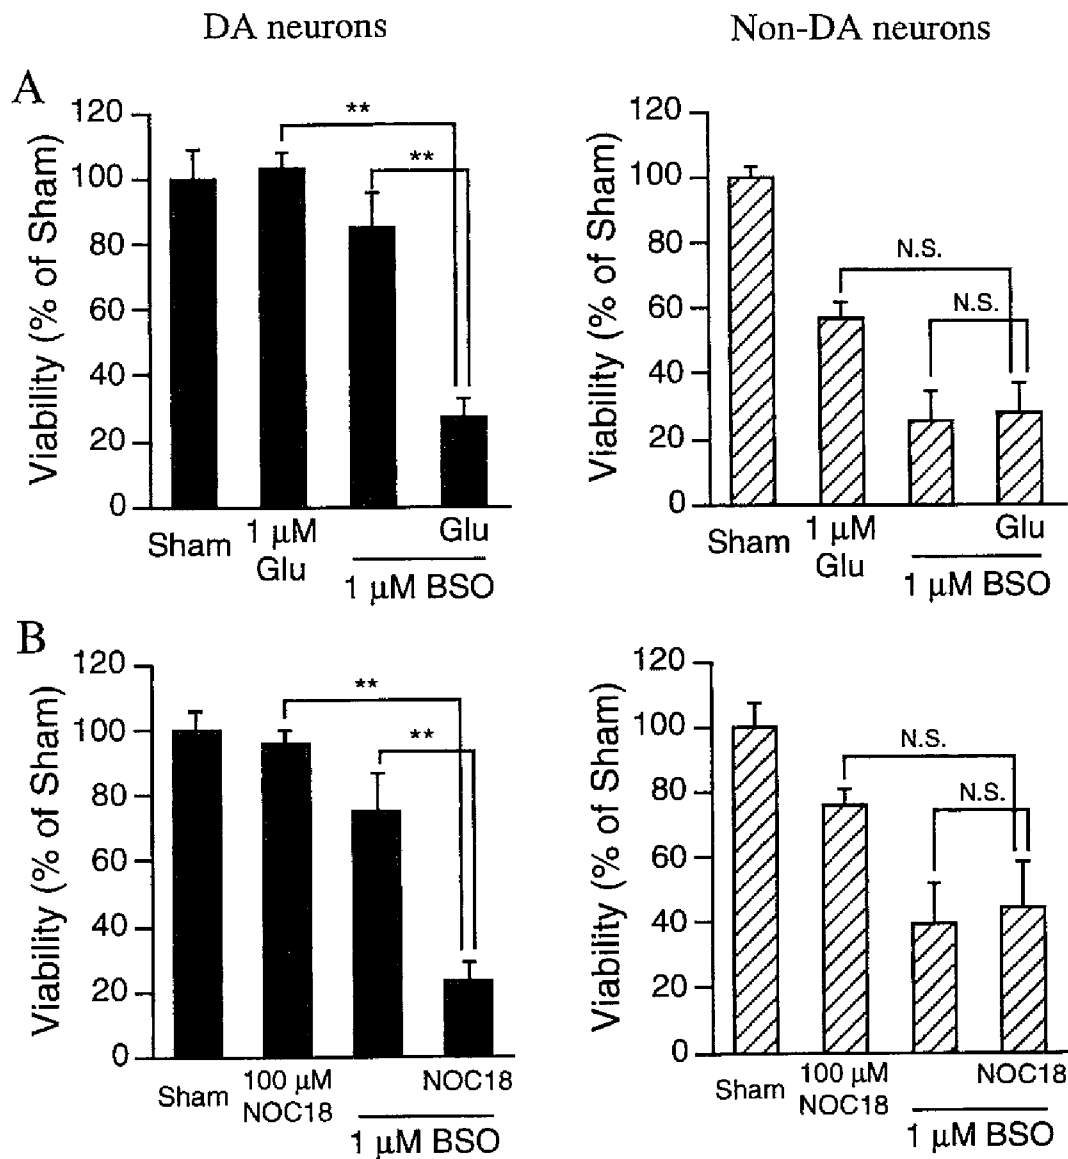 DA neurons
Non-DA neurons
A
Viability (% of Sham)
120
100
80
60
40
20
0
**
**
Sham
1 μM
Glu
Glu
1 μM BSO
Viability (% of Sham)
120
100
80
60
40
20
0
N.S.
N.S.
Sham
1 μM
Glu
Glu
1 μM BSO
B
Viability (% of Sham)
120
100
80
60
40
20
0
**
**
Sham
100 μM
NOC18
NOC18
1 μM BSO
Viability (% of Sham)
120
100
80
60
40
20
0
N.S.
N.S.
Sham
100 μM
NOC18
NOC18
1 μM BSO